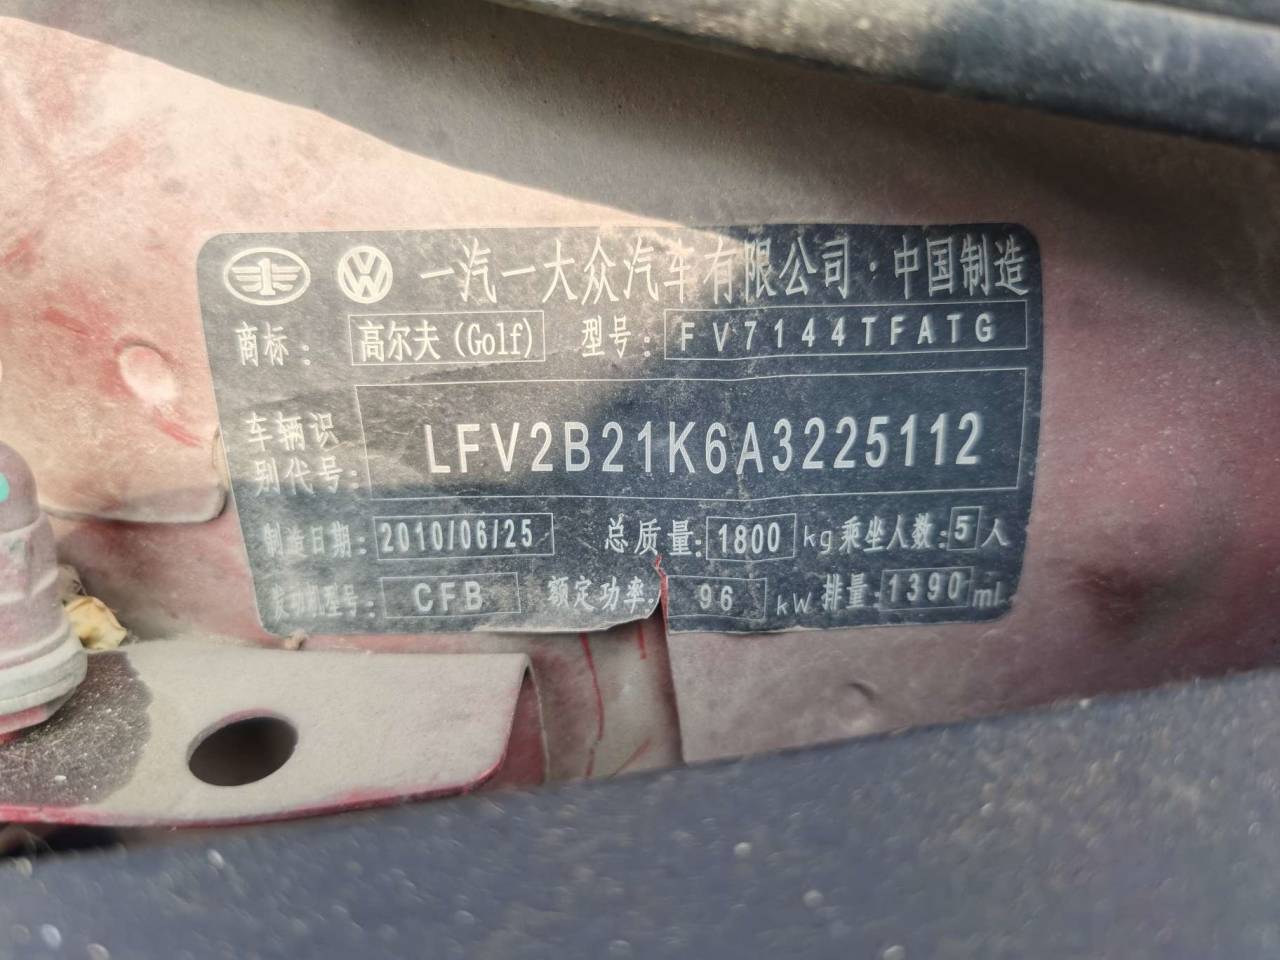 一汽一大众汽车有限公司·中国制造
商标: 高尔夫(Golf) 型号: FV7144TFATG
车辆识别代号: LFV2B21K6A3225112
制造日期: 2010/06/25 总质量: 1800 kg 乘坐人数: 5 人
发动机型号: CFB 额定功率: 96 kW 排量: 1390 ml